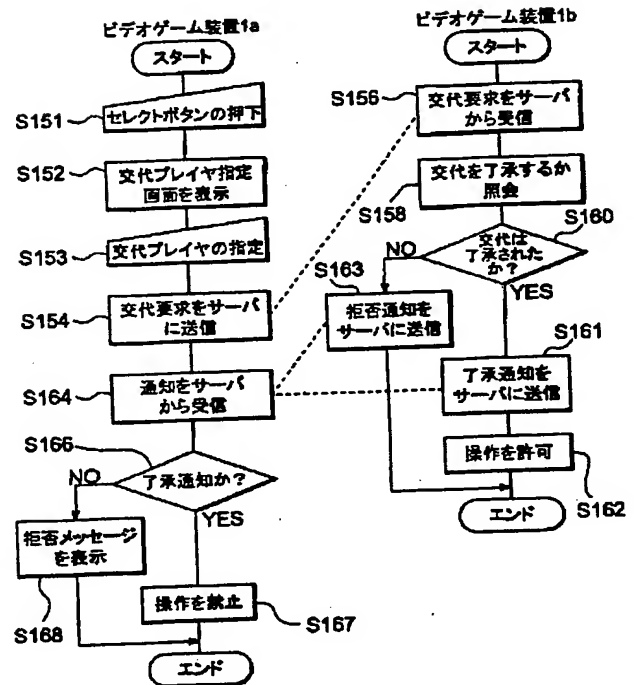 ビデオゲーム装置1a
スタート
S151
セレクトボタンの押下
S152
交代プレイヤ指定
画面を表示
S153
交代プレイヤの指定
S154
交代要求をサーバ
に送信
S164
通知をサーバ
から受信
S166
了承通知か?
NO
YES
拒否メッセージ
を表示
S168
操作を禁止
S167
エンド
ビデオゲーム装置1b
スタート
S156
交代要求をサーバ
から受信
S158
交代を了承するか
照会
S160
交代は
了承された
か?
NO
YES
S163
拒否通知を
サーバに送信
S161
了承通知を
サーバに送信
操作を許可
S162
エンド